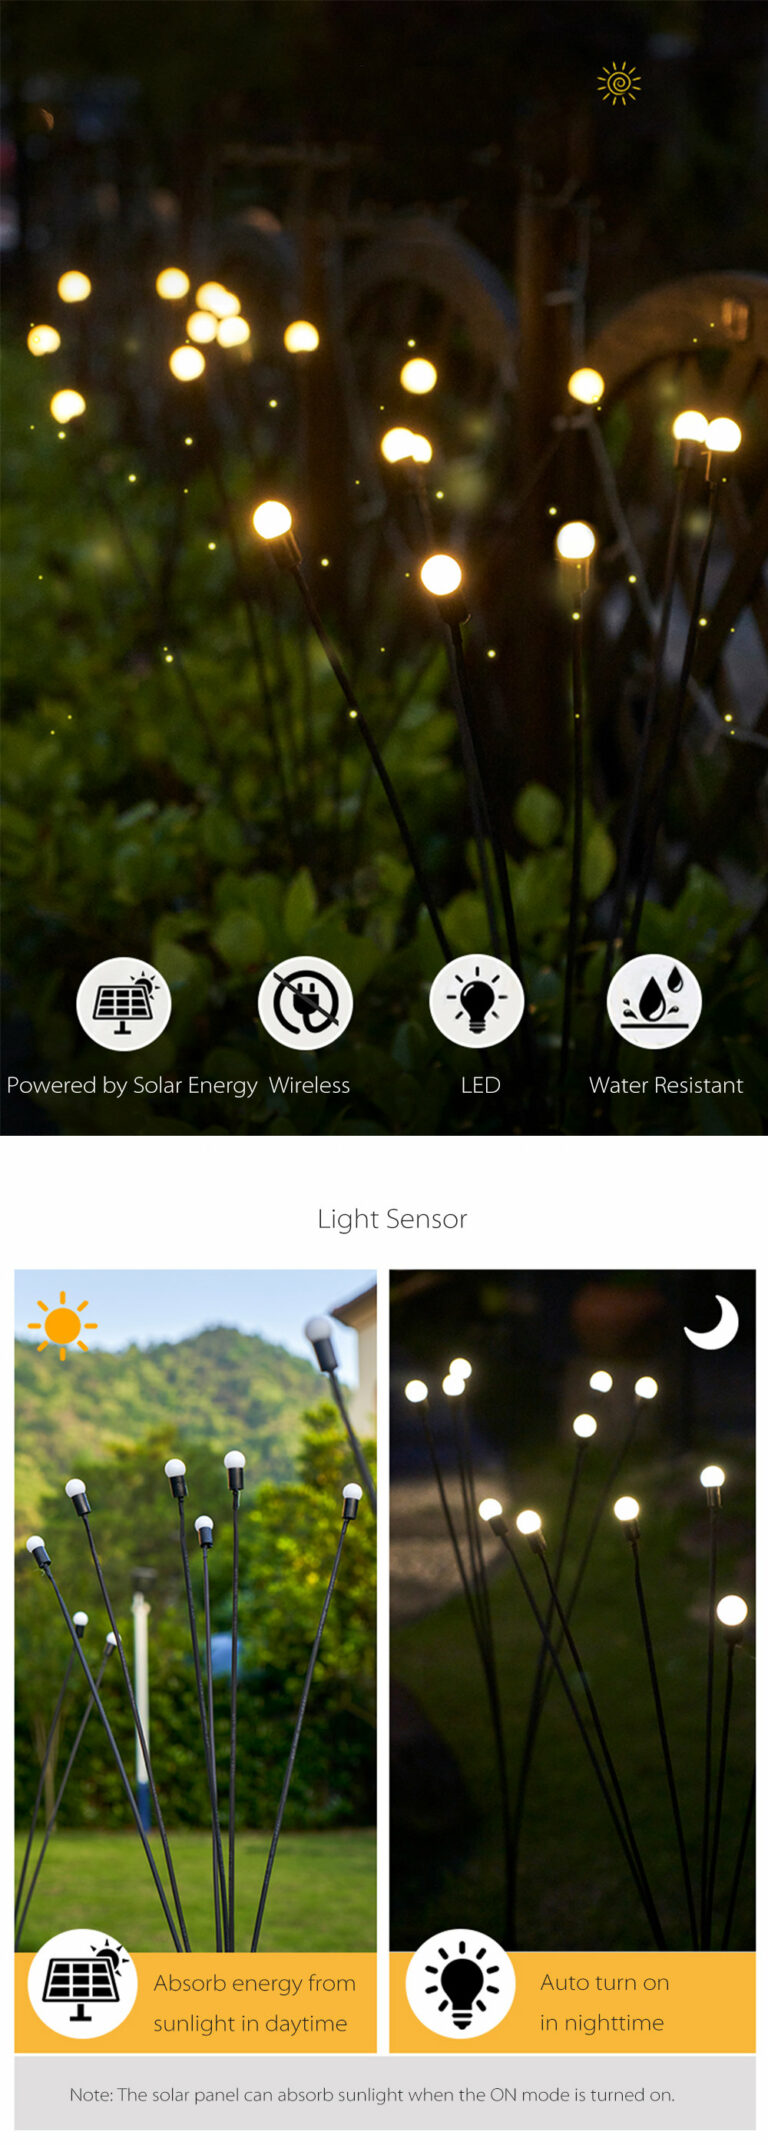 Powered by Solar Energy Wireless LED Water Resistant
Light Sensor
Absorb energy from
sunlight in daytime
Auto turn on
in nighttime
Note: The solar panel can absorb sunlight when the ON mode is turned on.